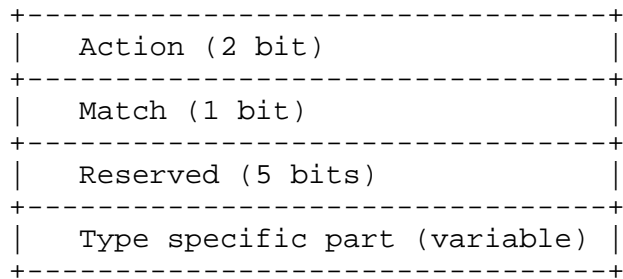 Action (2 bit)
Match (1 bit)
Reserved (5 bits)
Type specific part (variable)